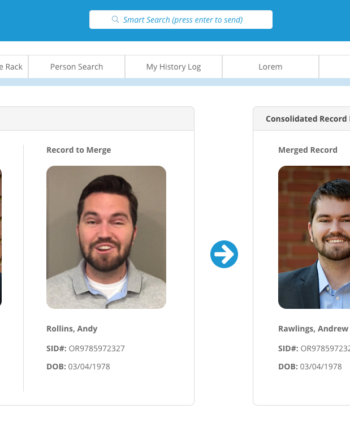 Smart Search (press enter to send)
e Rack
Person Search
My History Log
Lorem
Consolidated Record
Record to Merge
Merged Record
Rollins, Andy
SID#: OR9785972327
DOB: 03/04/1978
Rawlings, Andrew
SID#: OR978597232
DOB: 03/04/1978